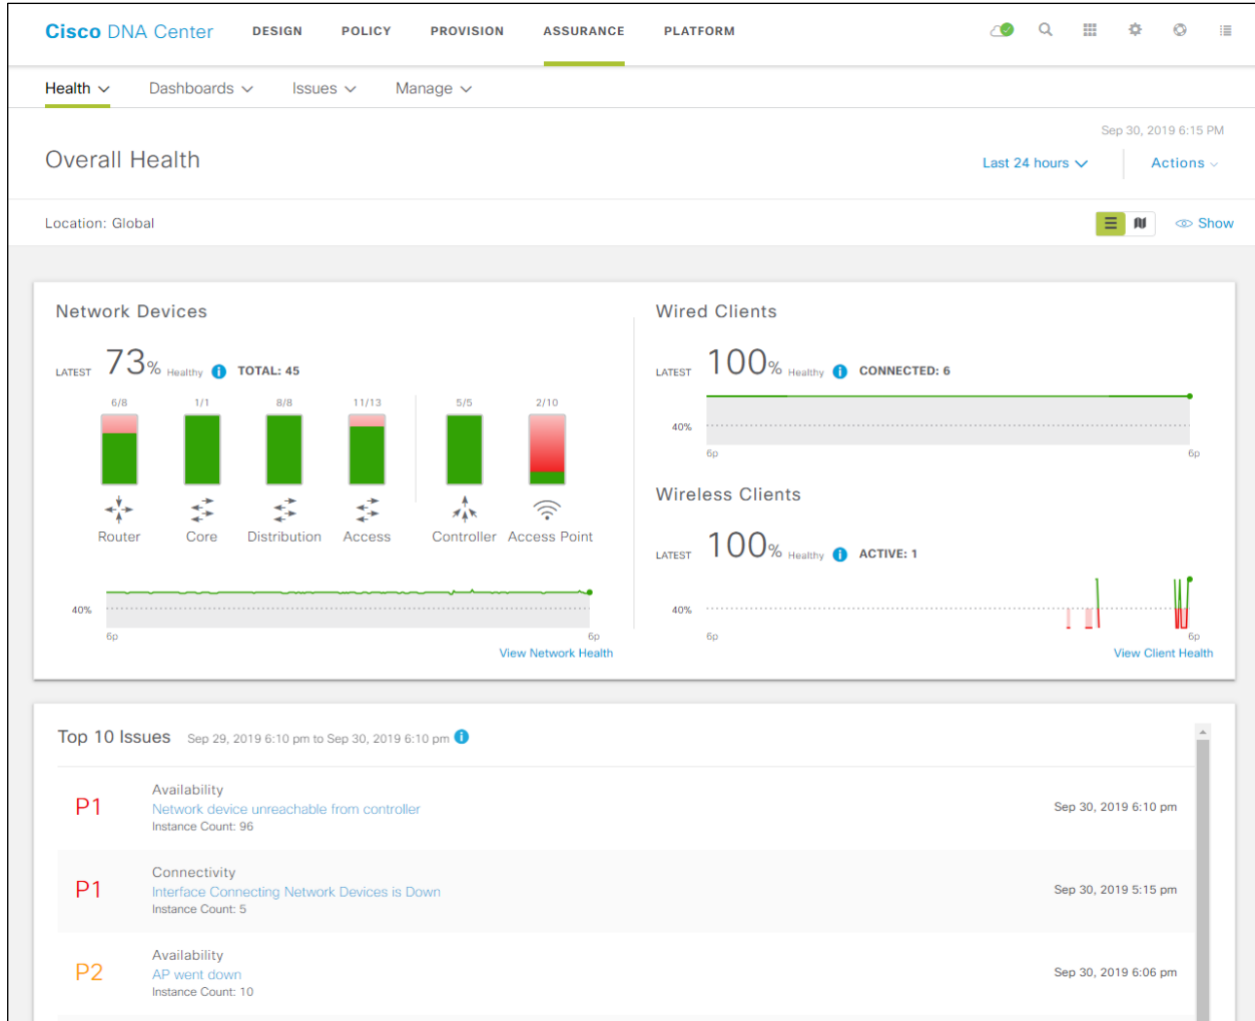 Cisco DNA Center DESIGN POLICY PROVISION ASSURANCE PLATFORM
Health Dashboards Issues Manage
Sep 30, 2019 6:15 PM
Overall Health
Last 24 hours Actions
Location: Global
Show
Network Devices
LATEST 73% Healthy TOTAL: 45
6/8 1/1 8/8 11/13 5/5 2/10
Router Core Distribution Access Controller Access Point
40%
6p 6p
View Network Health
Wired Clients
LATEST 100% Healthy CONNECTED: 6
40%
6p 6p
Wireless Clients
LATEST 100% Healthy ACTIVE: 1
40%
6p 6p
View Client Health
Top 10 Issues Sep 29, 2019 6:10 pm to Sep 30, 2019 6:10 pm
P1
Availability
Network device unreachable from controller
Instance Count: 96
Sep 30, 2019 6:10 pm
P1
Connectivity
Interface Connecting Network Devices is Down
Instance Count: 5
Sep 30, 2019 5:15 pm
P2
Availability
AP went down
Instance Count: 10
Sep 30, 2019 6:06 pm